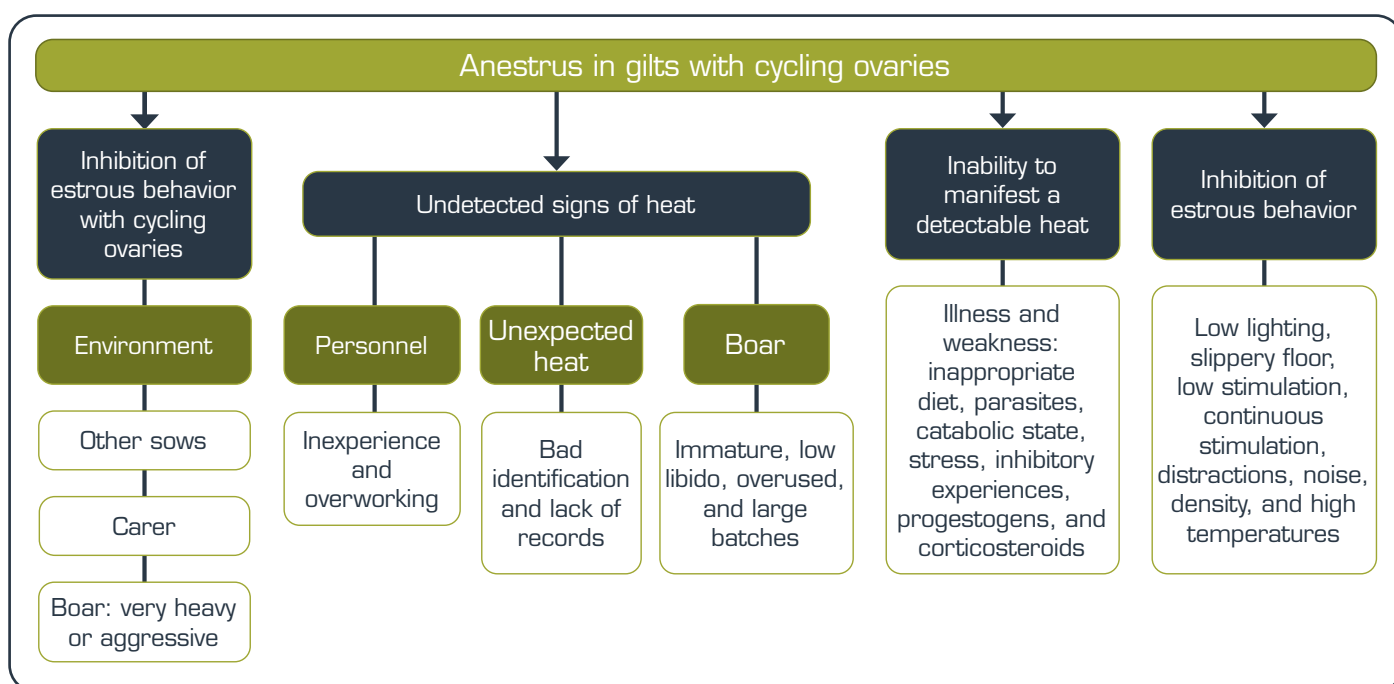 Anestrus in gilts with cycling ovaries
Inhibition of
estrous behavior
with cycling
ovaries
Environment
Other sows
Carer
Boar: very heavy
or aggressive
Undetected signs of heat
Personnel
Inexperience
and
overworking
Unexpected
heat
Bad
identification
and lack of
records
Boar
Immature, low
libido, overused,
and large
batches
Inability to
manifest a
detectable heat
Illness and
weakness:
inappropriate
diet, parasites,
catabolic state,
stress, inhibitory
experiences,
progestogens, and
corticosteroids
Inhibition of
estrous behavior
Low lighting,
slippery floor,
low stimulation,
continuous
stimulation,
distractions, noise,
density, and high
temperatures